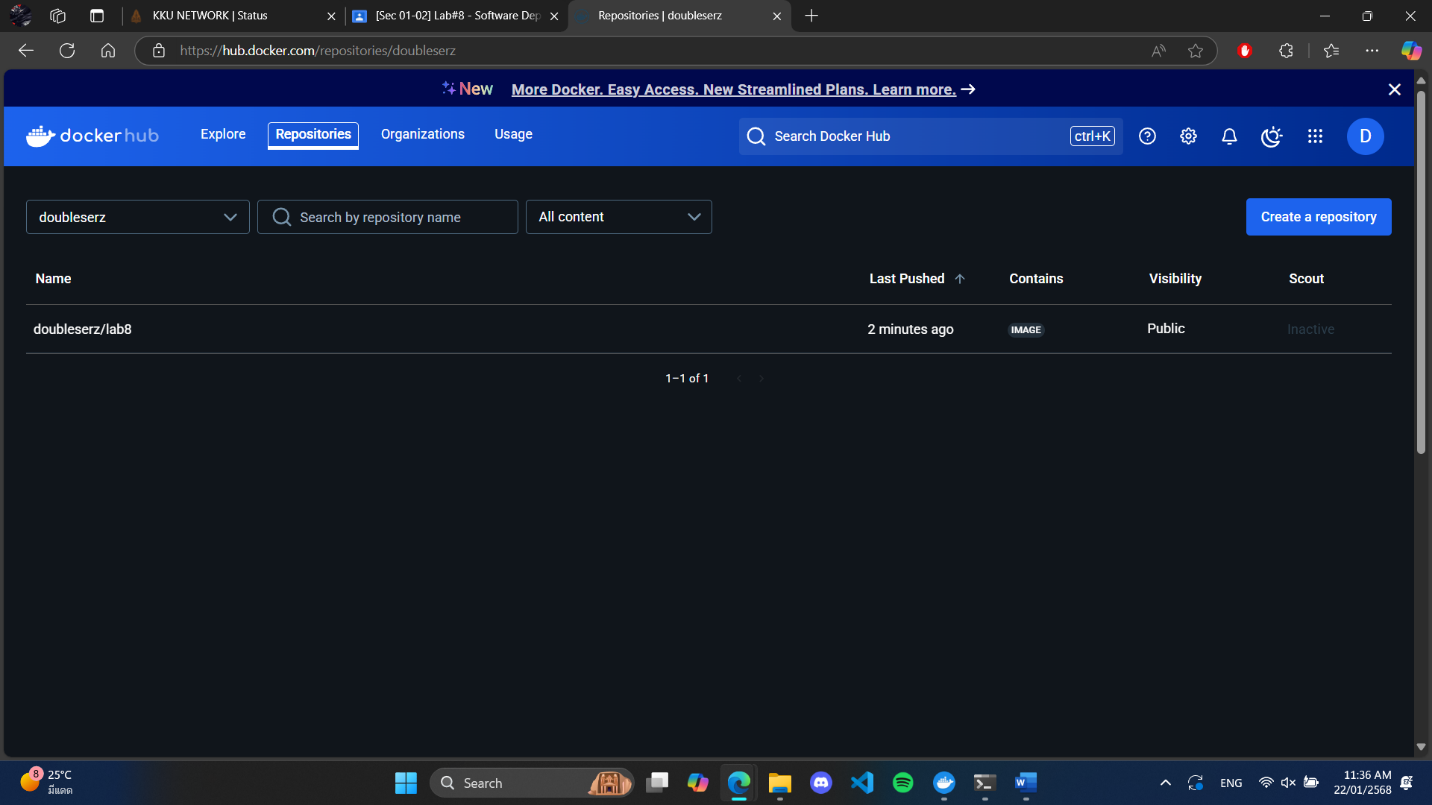 KKU NETWORK | Status
[Sec 01-02] Lab#8 - Software Dep
Repositories | doubleserz
https://hub.docker.com/repositories/doubleserz
New More Docker. Easy Access. New Streamlined Plans. Learn more. →
dockerhub Explore Repositories Organizations Usage Search Docker Hub ctrl+K D
doubleserz Search by repository name All content Create a repository
Name Last Pushed Contains Visibility Scout
doubleserz/lab8 2 minutes ago IMAGE Public Inactive
1–1 of 1
8 25°C
มีแดด
Search
ENG
11:36 AM
22/01/2568